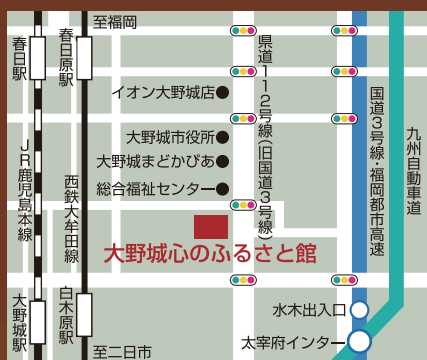 至福岡
春日駅
春日原駅
県道112号線(旧国道3号線)
イオン大野城店
国道3号線・福岡都市高速
九州自動車道
大野城市役所
大野城まどかぴあ
JR鹿児島本線
西鉄大牟田線
総合福祉センター
大野城心のふるさと館
大野城駅
白木原駅
水木出入口
太宰府インター
至二日市